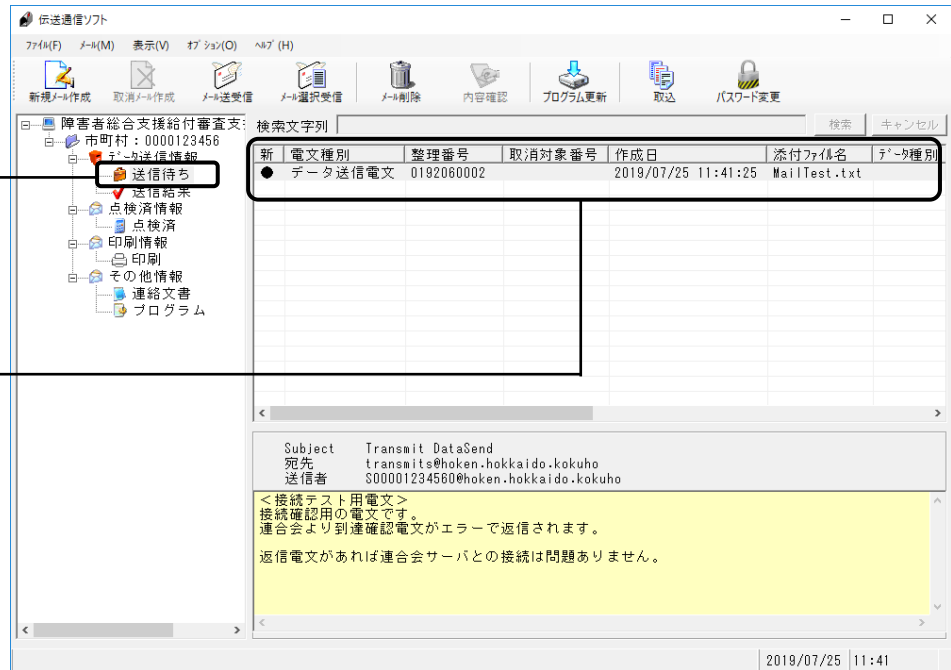 伝送通信ソフト
ﾌｧｲﾙ(F) ﾒｰﾙ(M) 表示(V) ｵﾌﾟｼｮﾝ(O) ﾍﾙﾌﾟ(H)
新規ﾒｰﾙ作成 取消ﾒｰﾙ作成 ﾒｰﾙ送受信 ﾒｰﾙ選択受信 ﾒｰﾙ削除 内容確認 ﾌﾟﾛｸﾞﾗﾑ更新 取込 ﾊﾟｽﾜｰﾄﾞ変更
障害者総合支援給付審査支
市町村：0000123456
ﾃﾞｰﾀ送信情報
送信待ち
送信結果
点検済情報
点検済
印刷情報
印刷
その他情報
連絡文書
プログラム
検索文字列 検索 キャンセル
新 電文種別 整理番号 取消対象番号 作成日 添付ﾌｧｲﾙ名 ﾃﾞｰﾀ種別
● データ送信電文 0192060002 2019/07/25 11:41:25 MailTest.txt
Subject Transmit DataSend
宛先 transmits@hoken.hokkaido.kokuho
送信者 S00001234560@hoken.hokkaido.kokuho
＜接続テスト用電文＞
接続確認用の電文です。
連合会より到達確認電文がエラーで返信されます。
返信電文があれば連合会サーバとの接続は問題ありません。
2019/07/25 11:41